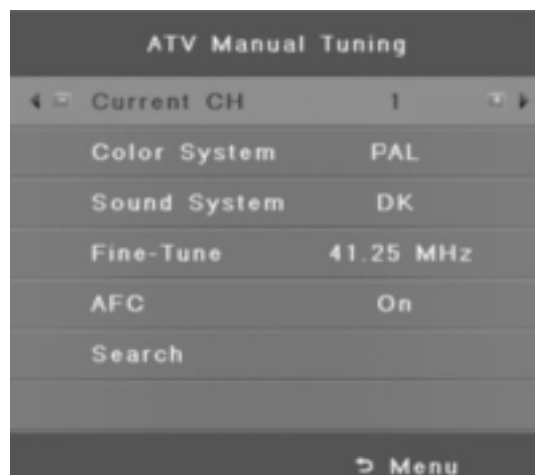 ATV Manual Tuning
Current CH 1
Color System PAL
Sound System DK
Fine-Tune 41.25 MHz
AFC On
Search
Menu